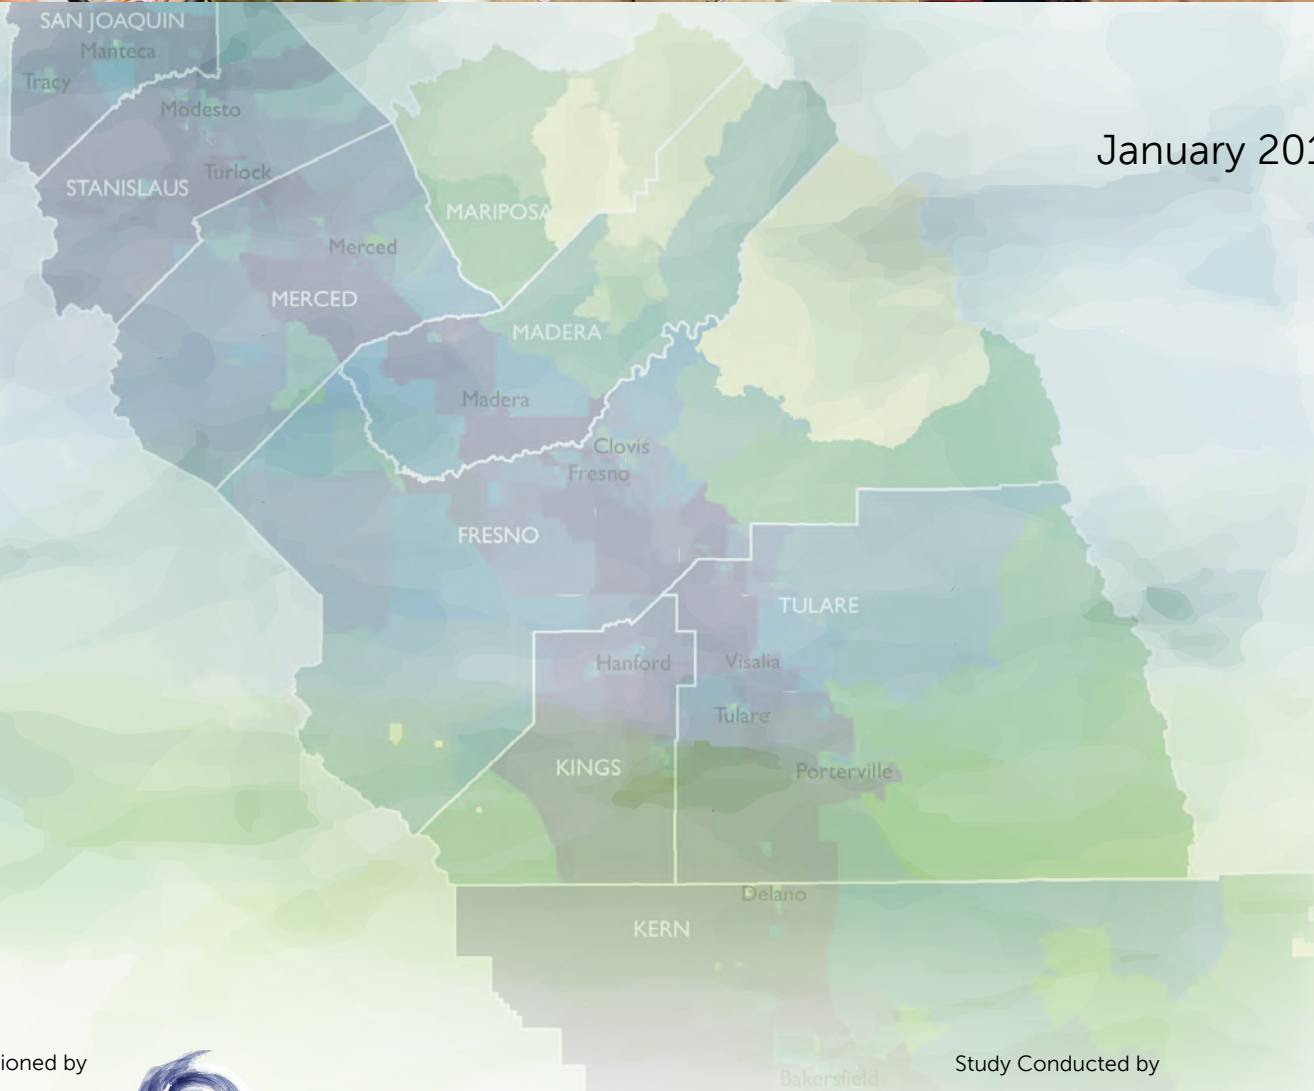 SAN JOAQUIN
Manteca
Tracy
Modesto
January 201
Turlock
STANISLAUS
MARIPOSA
Merced
MERCED
MADERA
Madera
Clovis
Fresno
FRESNO
TULARE
Hanford
Visalia
Tulare
KINGS
Porterville
Delano
KERN
ioned by
Study Conducted by
Bakersfield